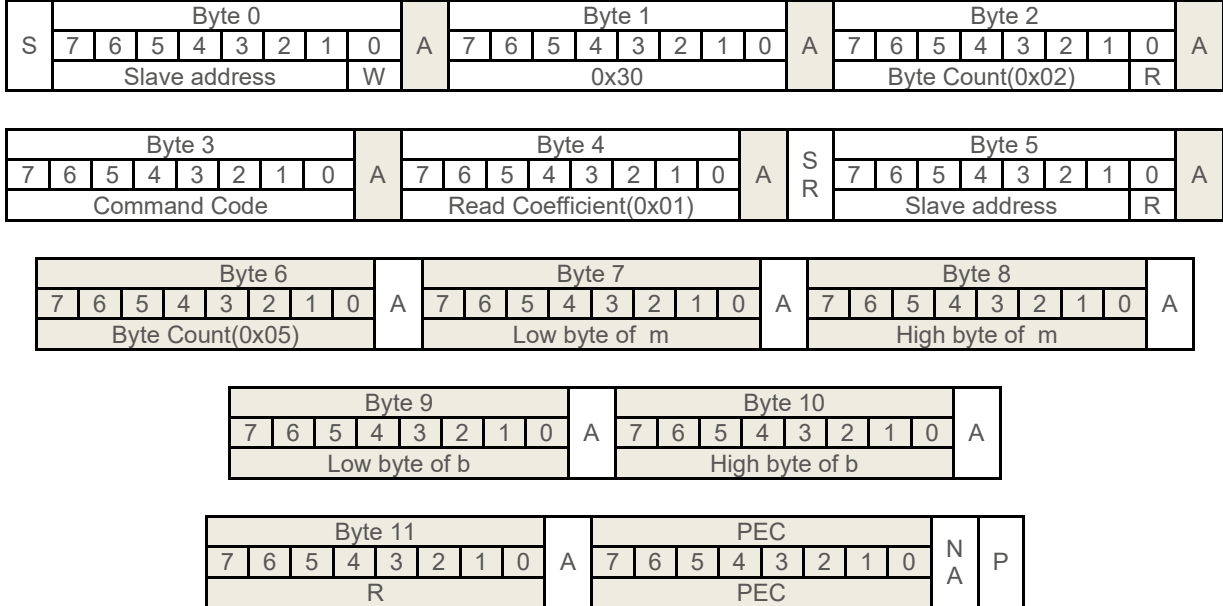 Byte 0 Byte 1 Byte 2
S 7 6 5 4 3 2 1 0 A 7 6 5 4 3 2 1 0 A 7 6 5 4 3 2 1 0 A
Slave address W 0x30 Byte Count(0x02) R
Byte 3 Byte 4 Byte 5
7 6 5 4 3 2 1 0 A 7 6 5 4 3 2 1 0 A S R 7 6 5 4 3 2 1 0 A
Command Code Read Coefficient(0x01) Slave address R
Byte 6 Byte 7 Byte 8
7 6 5 4 3 2 1 0 A 7 6 5 4 3 2 1 0 A 7 6 5 4 3 2 1 0 A
Byte Count(0x05) Low byte of m High byte of m
Byte 9 Byte 10
7 6 5 4 3 2 1 0 A 7 6 5 4 3 2 1 0 A
Low byte of b High byte of b
Byte 11 PEC
7 6 5 4 3 2 1 0 A 7 6 5 4 3 2 1 0 N A P
R PEC